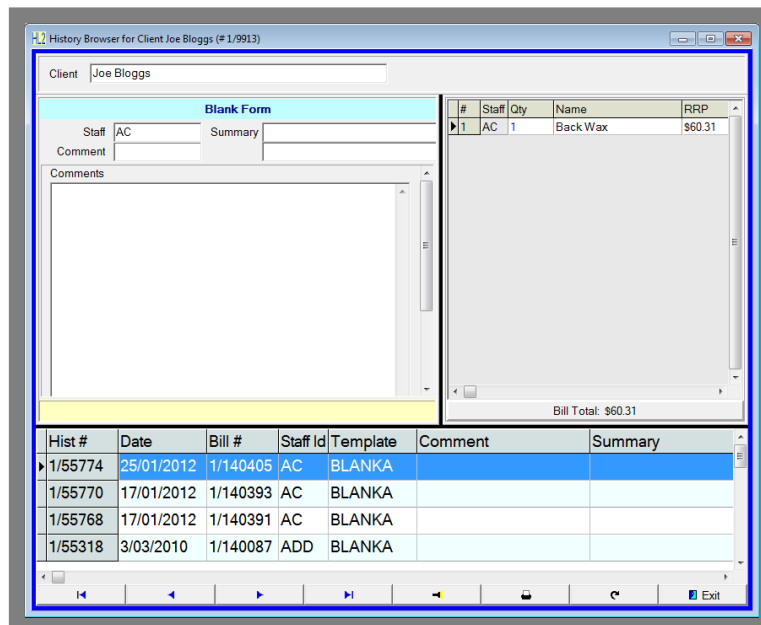 HL2 History Browser for Client Joe Bloggs (# 1/9913)
Client Joe Bloggs
Blank Form
Staff AC Summary
Comment
Comments
# Staff Qty Name RRP
1 AC 1 Back Wax $60.31
Bill Total: $60.31
Hist # Date Bill # Staff Id Template Comment Summary
1/55774 25/01/2012 1/140405 AC BLANKA
1/55770 17/01/2012 1/140393 AC BLANKA
1/55768 17/01/2012 1/140391 AC BLANKA
1/55318 3/03/2010 1/140087 ADD BLANKA
Exit